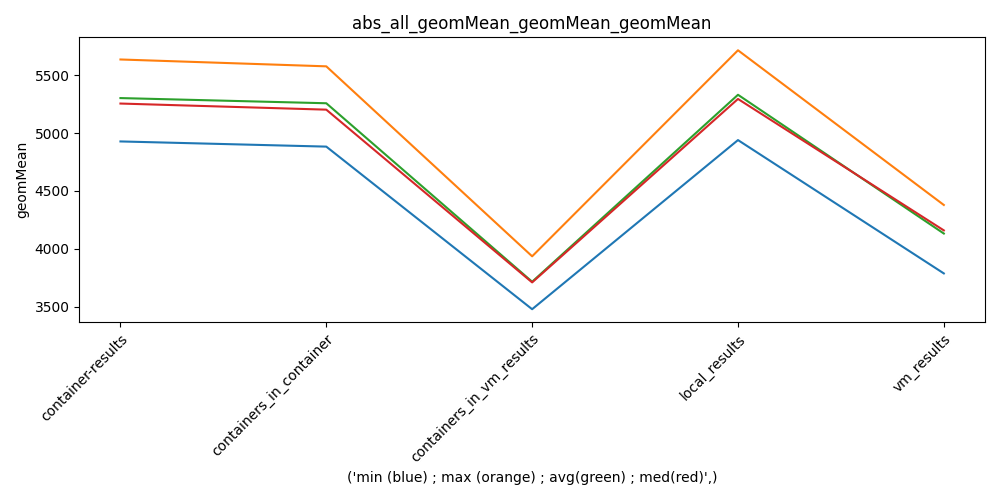 abs_all_geomMean_geomMean_geomMean
geomMean
5500
5000
4500
4000
3500
container-results
containers_in_container
containers_in_vm_results
local_results
vm_results
('min (blue) ; max (orange) ; avg(green) ; med(red)',)